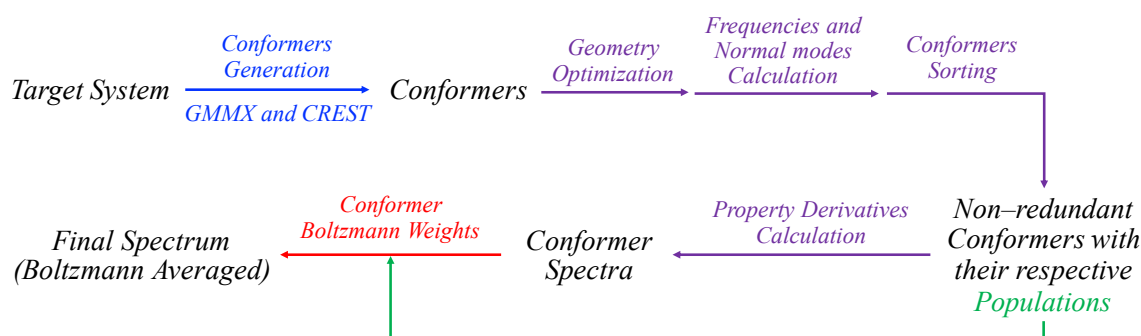 Target System
Conformers
Generation
GMMX and CREST
Conformers
Geometry
Optimization
Frequencies and
Normal modes
Calculation
Conformers
Sorting
Non–redundant
Conformers with
their respective
Populations
Property Derivatives
Calculation
Conformer
Spectra
Conformer
Boltzmann Weights
Final Spectrum
(Boltzmann Averaged)